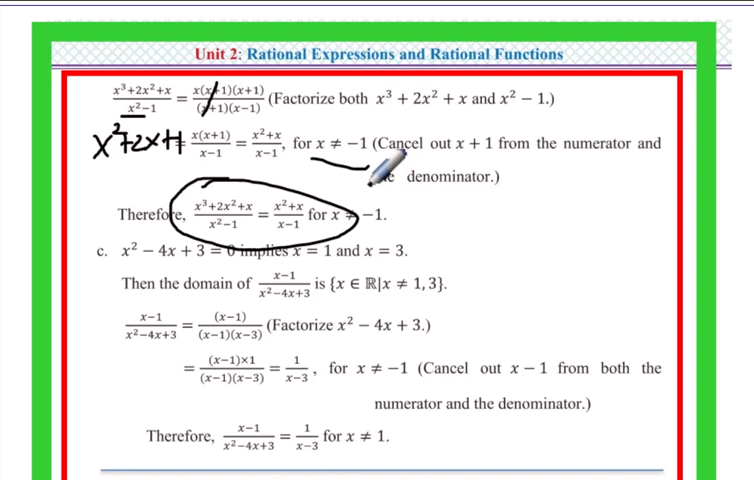 Unit 2: Rational Expressions and Rational Functions
x³+2x²+x / x²−1 = x(x+1)(x+1) / (x+1)(x−1) (Factorize both x³ + 2x² + x and x² − 1.)
x²+2x+1 = x(x+1) / x−1 = x²+x / x−1, for x ≠ −1 (Cancel out x + 1 from the numerator and
denominator.)
Therefore, x³+2x²+x / x²−1 = x²+x / x−1 for x ≠ −1.
c. x² − 4x + 3 = 0 implies x = 1 and x = 3.
Then the domain of x−1 / x²−4x+3 is {x ∈ ℝ|x ≠ 1, 3}.
x−1 / x²−4x+3 = (x−1) / (x−1)(x−3) (Factorize x² − 4x + 3.)
= (x−1)×1 / (x−1)(x−3) = 1 / x−3 , for x ≠ −1 (Cancel out x − 1 from both the
numerator and the denominator.)
Therefore, x−1 / x²−4x+3 = 1 / x−3 for x ≠ 1.